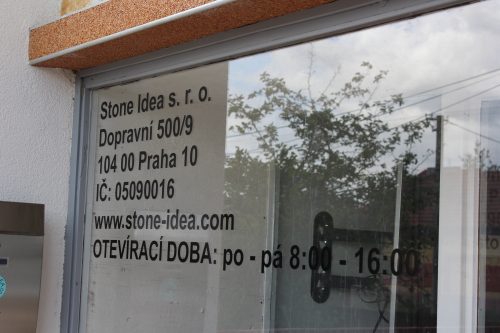 Stone Idea s. r. o.
Dopravní 500/9
104 00 Praha 10
IČ: 05090016
www.stone-idea.com
OTEVÍRACÍ DOBA: po - pá 8:00 - 16:00